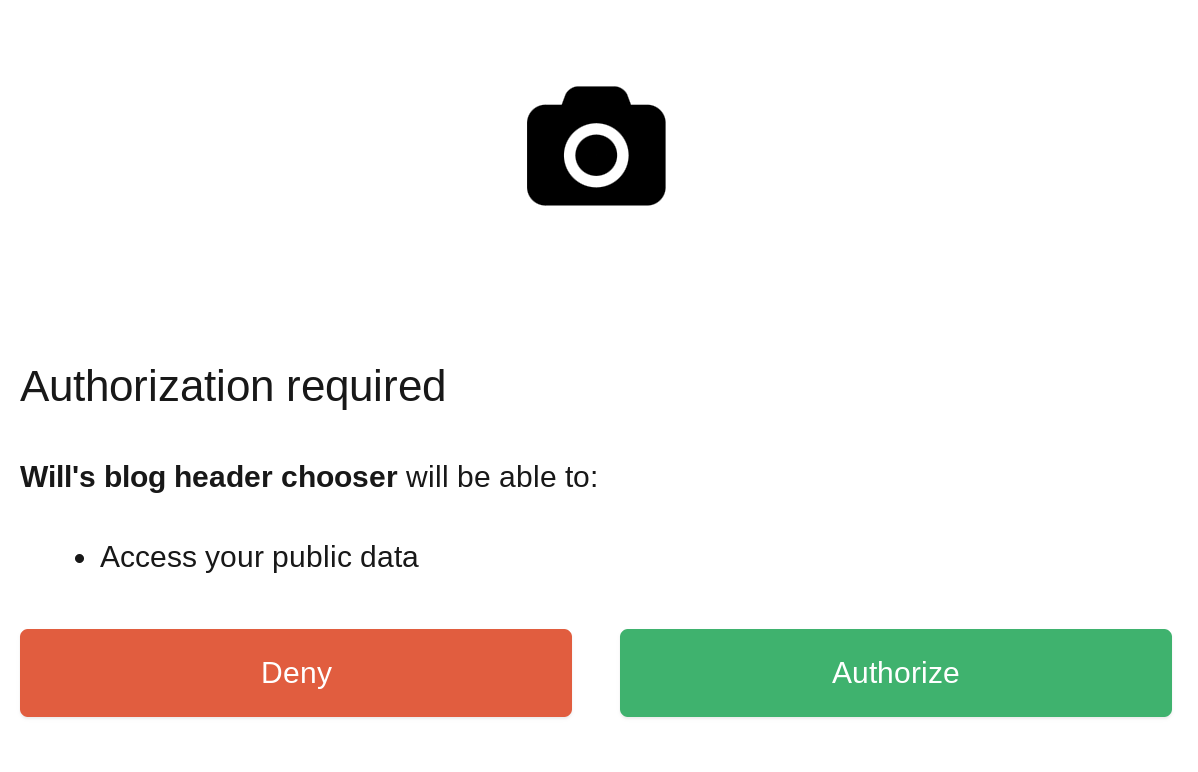 Authorization required
Will's blog header chooser will be able to:
Access your public data
Deny
Authorize